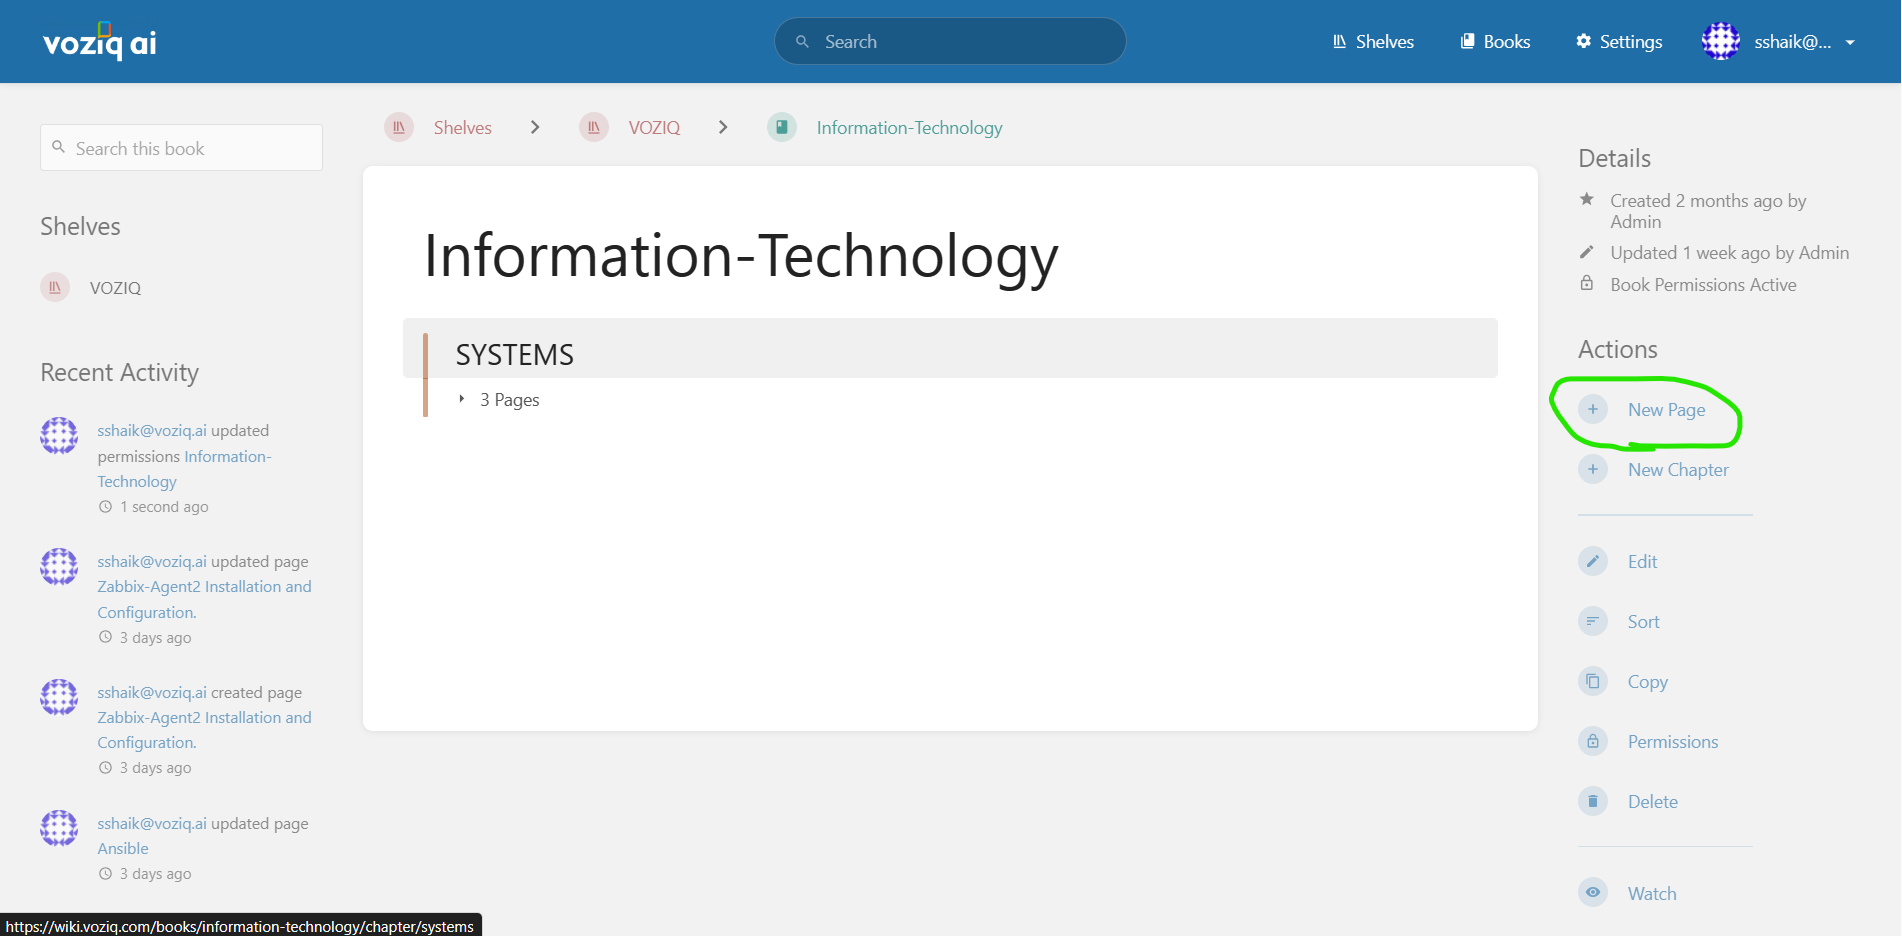 voziq ai
Search
Shelves
Books
Settings
sshaik@...
Search this book
Shelves
VOZIQ
Recent Activity
sshaik@voziq.ai updated
permissions Information-
Technology
1 second ago
sshaik@voziq.ai updated page
Zabbix-Agent2 Installation and
Configuration.
3 days ago
sshaik@voziq.ai created page
Zabbix-Agent2 Installation and
Configuration.
3 days ago
sshaik@voziq.ai updated page
Ansible
3 days ago
Shelves
VOZIQ
Information-Technology
Information-Technology
SYSTEMS
3 Pages
Details
Created 2 months ago by
Admin
Updated 1 week ago by Admin
Book Permissions Active
Actions
New Page
New Chapter
Edit
Sort
Copy
Permissions
Delete
Watch
https://wiki.voziq.com/books/information-technology/chapter/systems